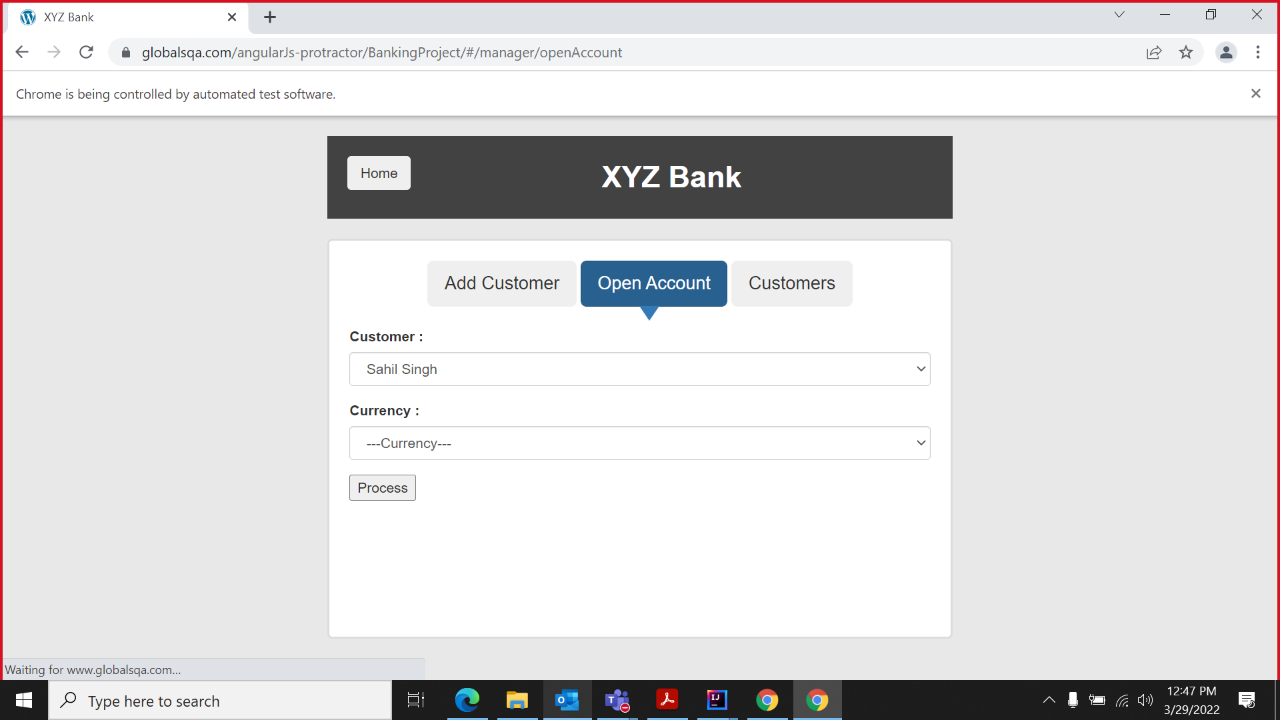 XYZ Bank
globalsqa.com/angularJs-protractor/BankingProject/#/manager/openAccount
Chrome is being controlled by automated test software.
Home
XYZ Bank
Add Customer
Open Account
Customers
Customer :
Sahil Singh
Currency :
---Currency---
Process
Waiting for www.globalsqa.com...
Type here to search
12:47 PM
3/29/2022